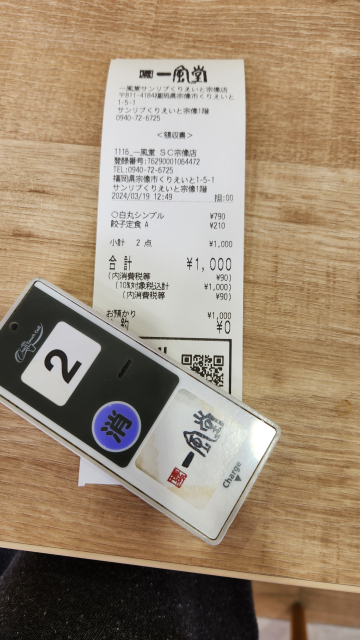 一風堂
一風堂サンリブくりえいと宗像店
〒811-4184福岡県宗像市くりえいと
1-5-1
サンリブくりえいと宗像1階
0940-72-6725
<領収書>
1116_一風堂 SC宗像店
登録番号:T6290001064472
TEL:0940-72-6725
福岡県宗像市くりえいと1-5-1
サンリブくりえいと宗像1階
2024/03/19 12:49 担:00
○白丸シンプル ¥790
餃子定食A ¥210
小計 2点 ¥1,000
合計 ¥1,000
(内消費税等 ¥90)
(10%対象税込計 ¥1,000)
(内消費税等 ¥90)
お預かり ¥1,000
¥0
2
消
一風堂
Charge